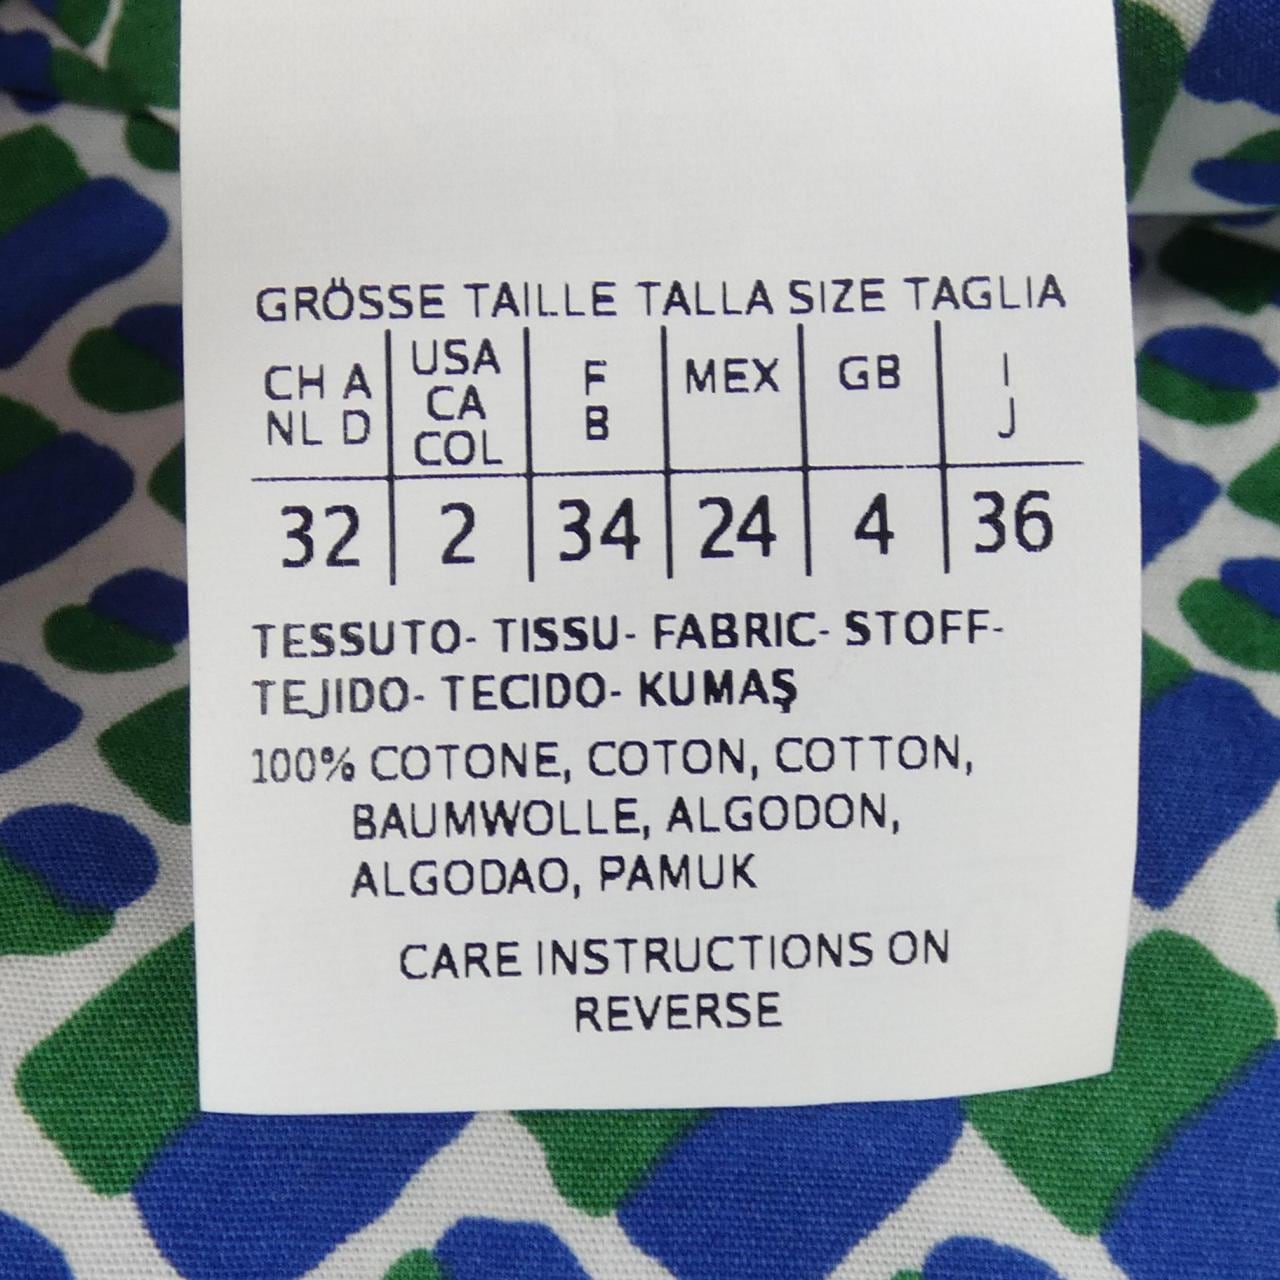 GRÖSSE TAILLE TALLA SIZE TAGLIA
CH A NL D | USA CA COL | F B | MEX | GB | I J
32 | 2 | 34 | 24 | 4 | 36
TESSUTO- TISSU- FABRIC- STOFF-
TEJIDO- TECIDO- KUMAŞ
100% COTONE, COTON, COTTON,
BAUMWOLLE, ALGODON,
ALGODAO, PAMUK
CARE INSTRUCTIONS ON
REVERSE